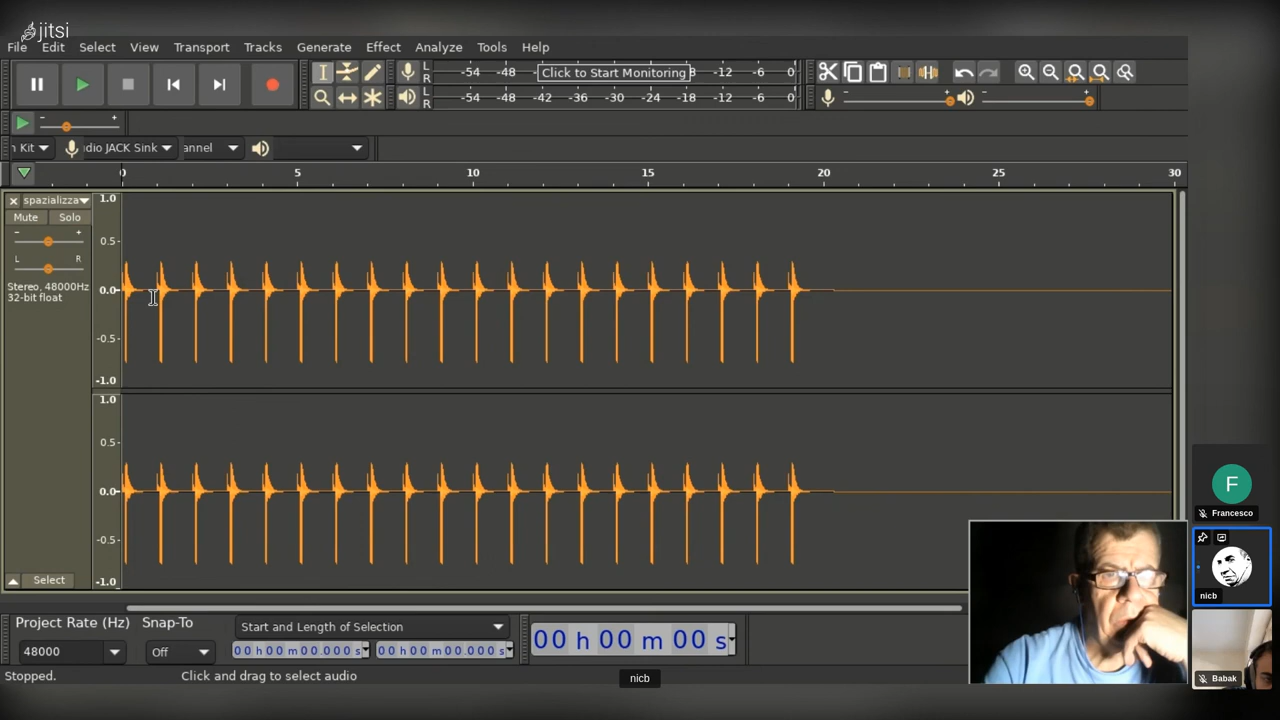 jitsi
File Edit Select View Transport Tracks Generate Effect Analyze Tools Help
L
R
-54 -48 -42 Click to Start Monitoring 8 -12 -6 0
L
R
-54 -48 -42 -36 -30 -24 -18 -12 -6 0
- + - +
- +
n Kit udio JACK Sink annel
0 5 10 15 20 25 30
× spazializza
Mute Solo
- +
L R
Stereo, 48000Hz
32-bit float
Select
1.0
0.5
0.0
-0.5
-1.0
1.0
0.5
0.0
-0.5
-1.0
Project Rate (Hz) Snap-To Start and Length of Selection
48000 Off 00 h 00 m 00.000 s 00 h 00 m 00.000 s 00 h 00 m 00 s
Stopped. Click and drag to select audio
nicb
F
Francesco
nicb
Babak